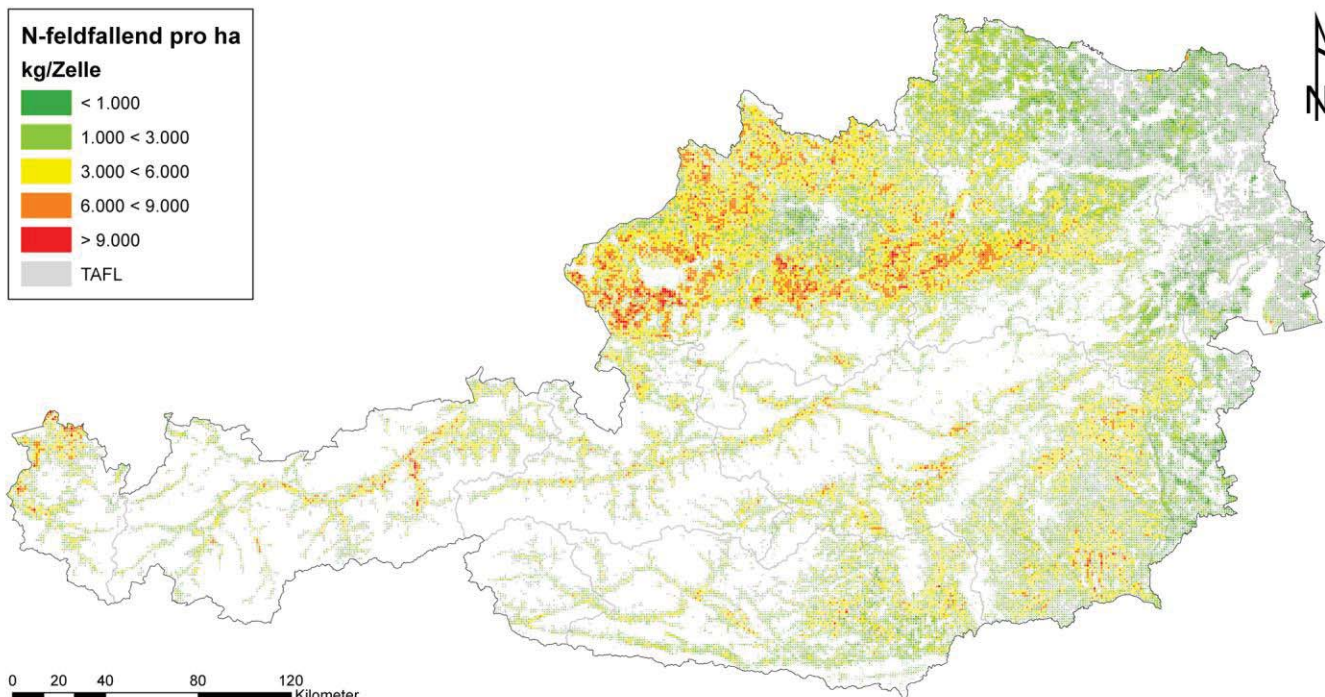 N-feldfallend pro ha
kg/Zelle
< 1.000
1.000 < 3.000
3.000 < 6.000
6.000 < 9.000
> 9.000
TAFL
N
0 20 40 80 120
Kilometer